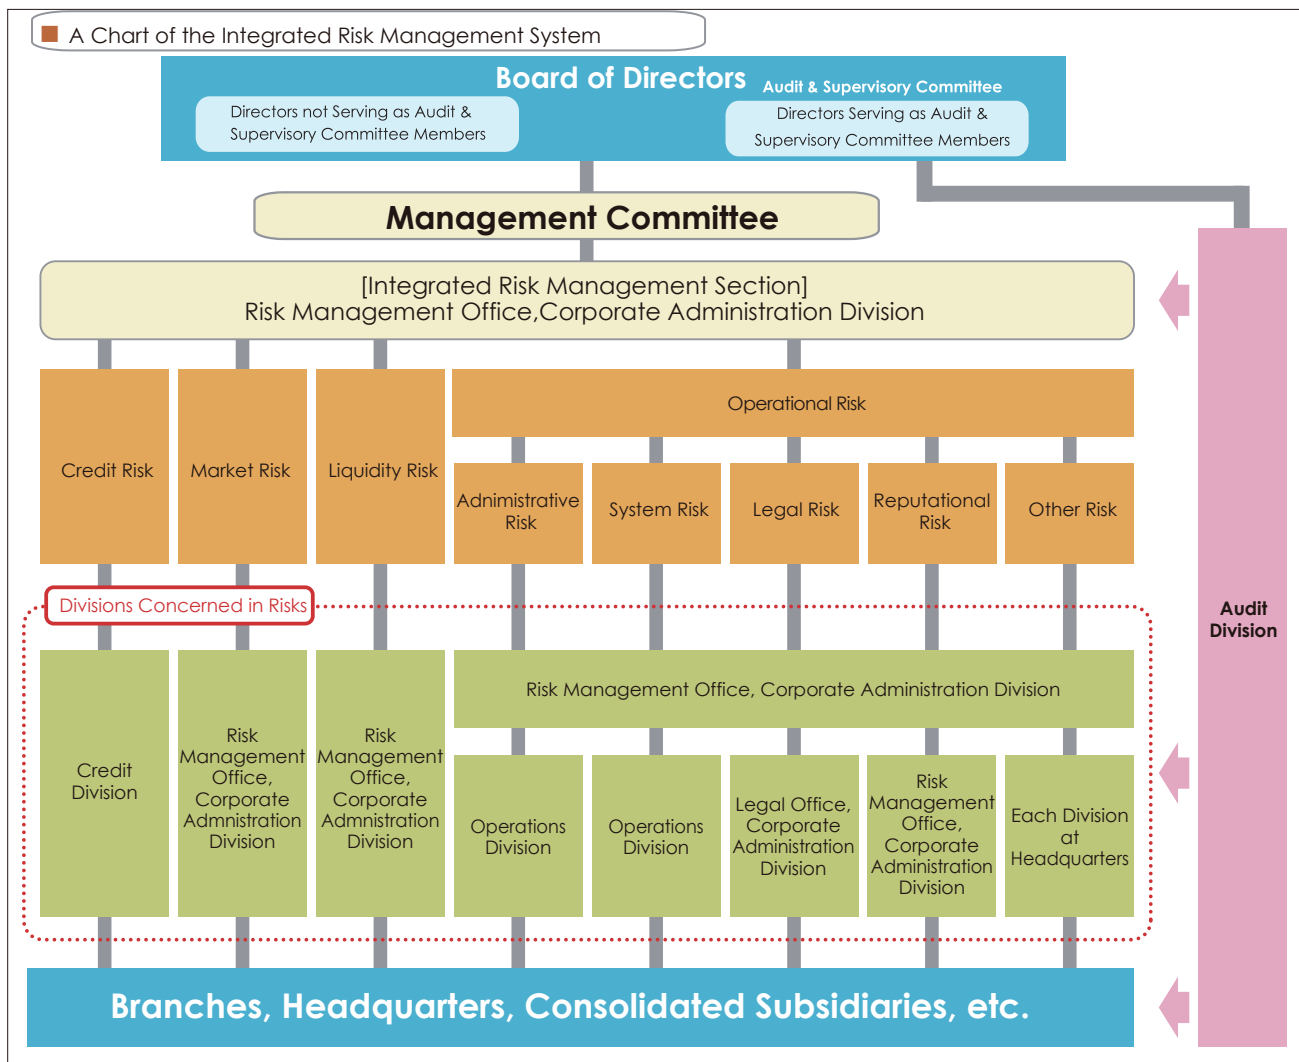 A Chart of the Integrated Risk Management System
Board of Directors
Audit & Supervisory Committee
Directors not Serving as Audit &
Supervisory Committee Members
Directors Serving as Audit &
Supervisory Committee Members
Management Committee
[Integrated Risk Management Section]
Risk Management Office,Corporate Administration Division
Operational Risk
Credit Risk
Market Risk
Liquidity Risk
Adnimistrative
Risk
System Risk
Legal Risk
Reputational
Risk
Other Risk
Divisions Concerned in Risks
Audit
Division
Risk Management Office, Corporate Administration Division
Credit
Division
Risk
Management
Office,
Corporate
Admnistration
Division
Risk
Management
Office,
Corporate
Admnistration
Division
Operations
Division
Operations
Division
Legal Office,
Corporate
Administration
Division
Risk
Management
Office,
Corporate
Administration
Division
Each Division
at
Headquarters
Branches, Headquarters, Consolidated Subsidiaries, etc.